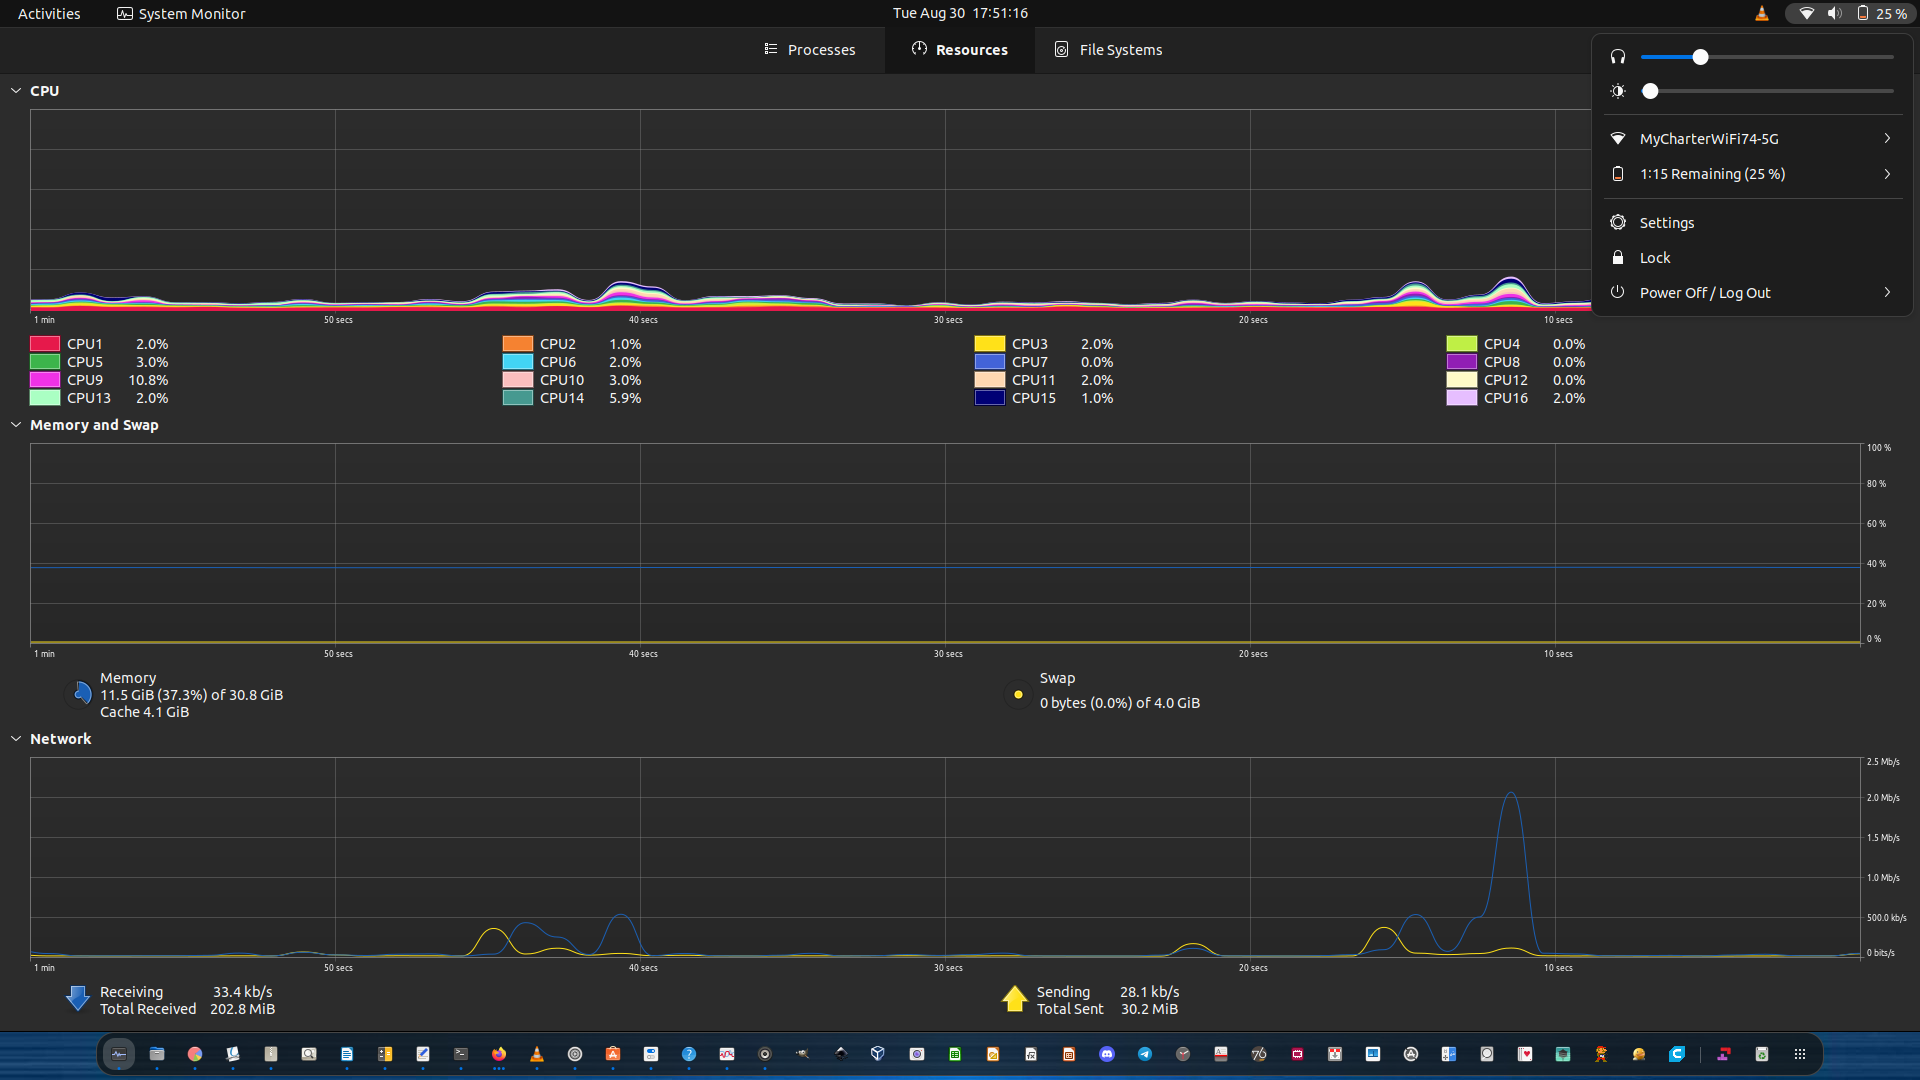 Activities
System Monitor
Tue Aug 30 17:51:16
25 %
Processes
Resources
File Systems
MyCharterWiFi74-5G
1:15 Remaining (25 %)
Settings
Lock
Power Off / Log Out
CPU
1 min
50 secs
40 secs
30 secs
20 secs
10 secs
CPU1 2.0%
CPU2 1.0%
CPU3 2.0%
CPU4 0.0%
CPU5 3.0%
CPU6 2.0%
CPU7 0.0%
CPU8 0.0%
CPU9 10.8%
CPU10 3.0%
CPU11 2.0%
CPU12 0.0%
CPU13 2.0%
CPU14 5.9%
CPU15 1.0%
CPU16 2.0%
Memory and Swap
100 %
80 %
60 %
40 %
20 %
0 %
1 min
50 secs
40 secs
30 secs
20 secs
10 secs
Memory
11.5 GiB (37.3%) of 30.8 GiB
Cache 4.1 GiB
Swap
0 bytes (0.0%) of 4.0 GiB
Network
2.5 Mb/s
2.0 Mb/s
1.5 Mb/s
1.0 Mb/s
500.0 kb/s
0 bits/s
1 min
50 secs
40 secs
30 secs
20 secs
10 secs
Receiving 33.4 kb/s
Total Received 202.8 MiB
Sending 28.1 kb/s
Total Sent 30.2 MiB
76